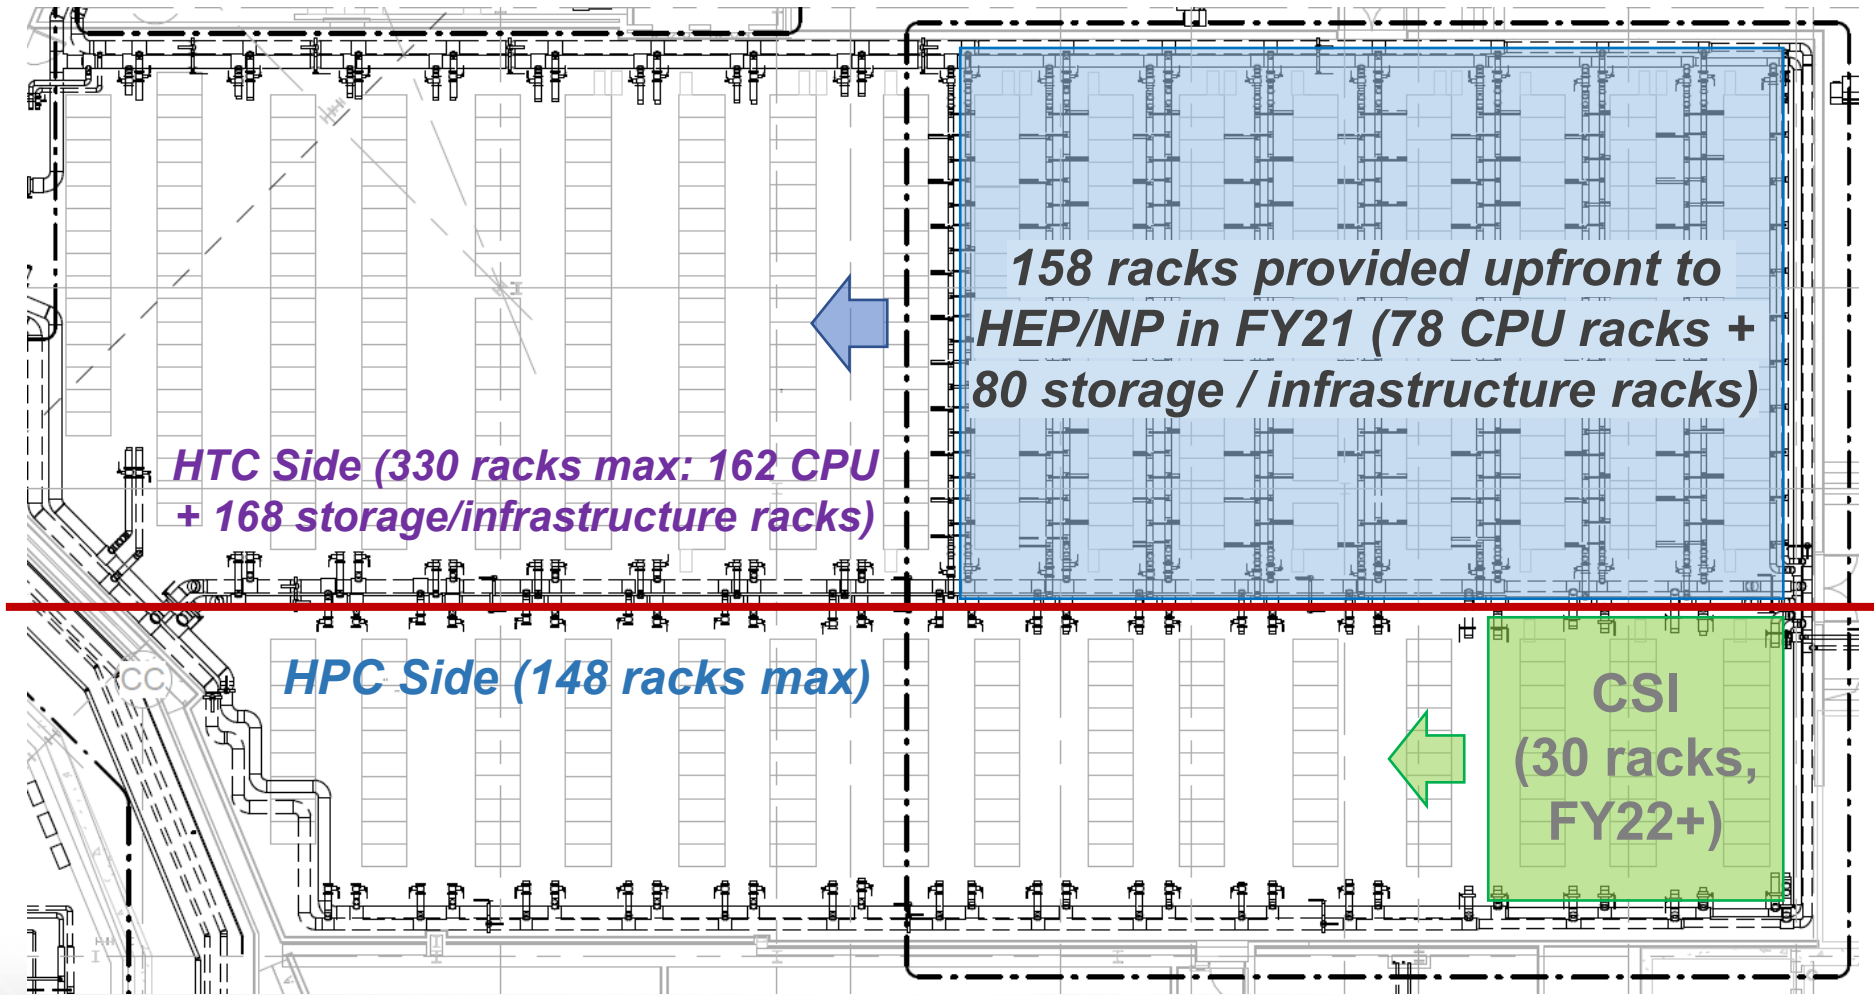 158 racks provided upfront to
HEP/NP in FY21 (78 CPU racks +
80 storage / infrastructure racks)
HTC Side (330 racks max: 162 CPU
+ 168 storage/infrastructure racks)
HPC Side (148 racks max)
CC
CSI
(30 racks,
FY22+)